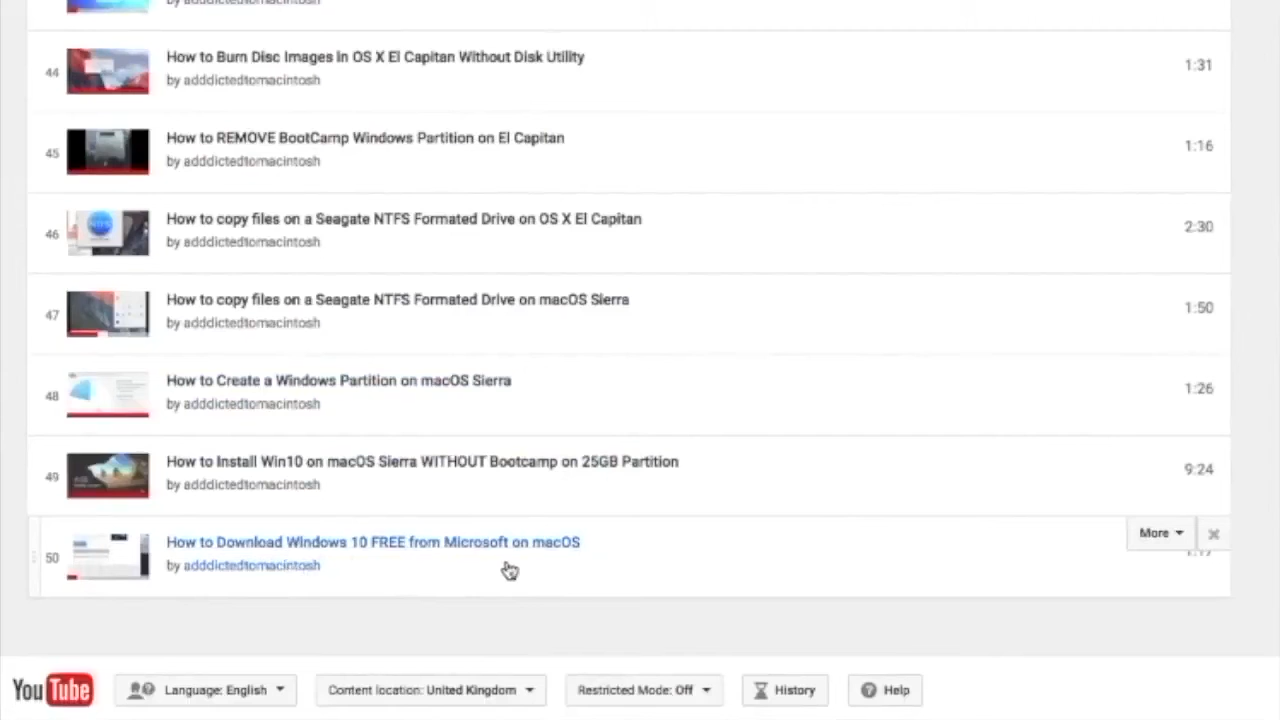 by adddictedtomacintosh
44
How to Burn Disc Images in OS X El Capitan Without Disk Utility
by adddictedtomacintosh
1:31
45
How to REMOVE BootCamp Windows Partition on El Capitan
by adddictedtomacintosh
1:16
46
How to copy files on a Seagate NTFS Formated Drive on OS X El Capitan
by adddictedtomacintosh
2:30
47
How to copy files on a Seagate NTFS Formated Drive on macOS Sierra
by adddictedtomacintosh
1:50
48
How to Create a Windows Partition on macOS Sierra
by adddictedtomacintosh
1:26
49
How to Install Win10 on macOS Sierra WITHOUT Bootcamp on 25GB Partition
by adddictedtomacintosh
9:24
50
How to Download Windows 10 FREE from Microsoft on macOS
by adddictedtomacintosh
More
YouTube
Language: English
Content location: United Kingdom
Restricted Mode: Off
History
Help